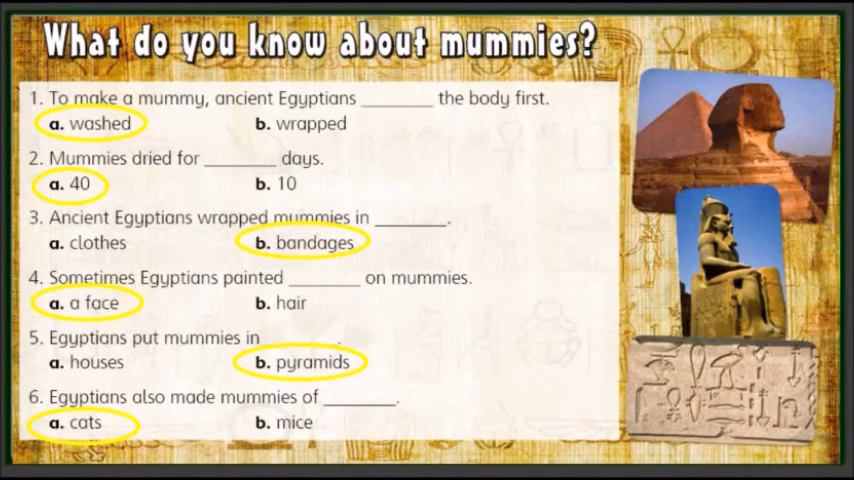 What do you know about mummies?
1. To make a mummy, ancient Egyptians ________ the body first.
a. washed b. wrapped
2. Mummies dried for ________ days.
a. 40 b. 10
3. Ancient Egyptians wrapped mummies in ________.
a. clothes b. bandages
4. Sometimes Egyptians painted ________ on mummies.
a. a face b. hair
5. Egyptians put mummies in ________.
a. houses b. pyramids
6. Egyptians also made mummies of ________.
a. cats b. mice